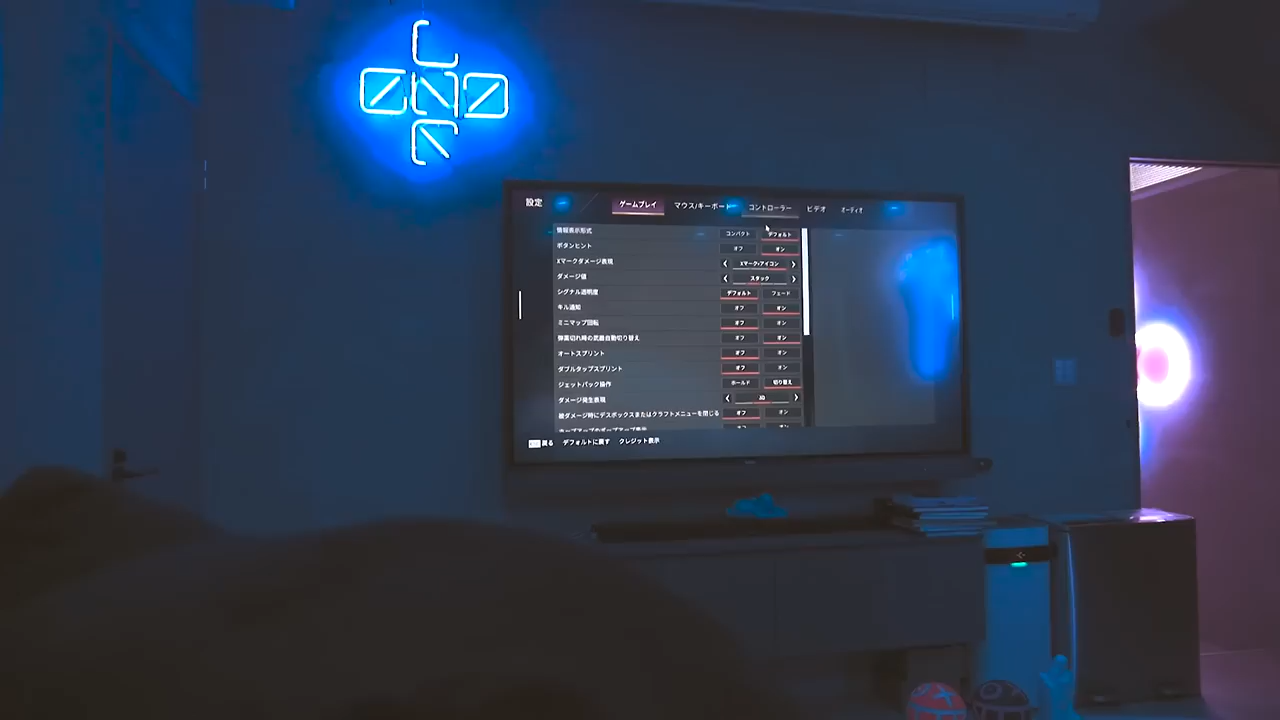 設定 ゲームプレイ マウス/キーボード コントローラー ビデオ オーディオ
情報表示形式 コンパクト デフォルト
ボタンヒント オフ オン
Xマークダメージ表現 Xマーク+アイコン
ダメージ値 スタック
シグナル透明度 デフォルト フェード
キル通知 オフ オン
ミニマップ回転 オフ オン
弾薬切れ時の武器自動切り替え オフ オン
オートスプリント オフ オン
ダブルタップスプリント オフ オン
ジェットパック操作 ホールド 切り替え
ダメージ発生表現 3D
被ダメージ時にデスボックスまたはクラフトメニューを閉じる オフ オン
戻る デフォルトに戻す クレジット表示